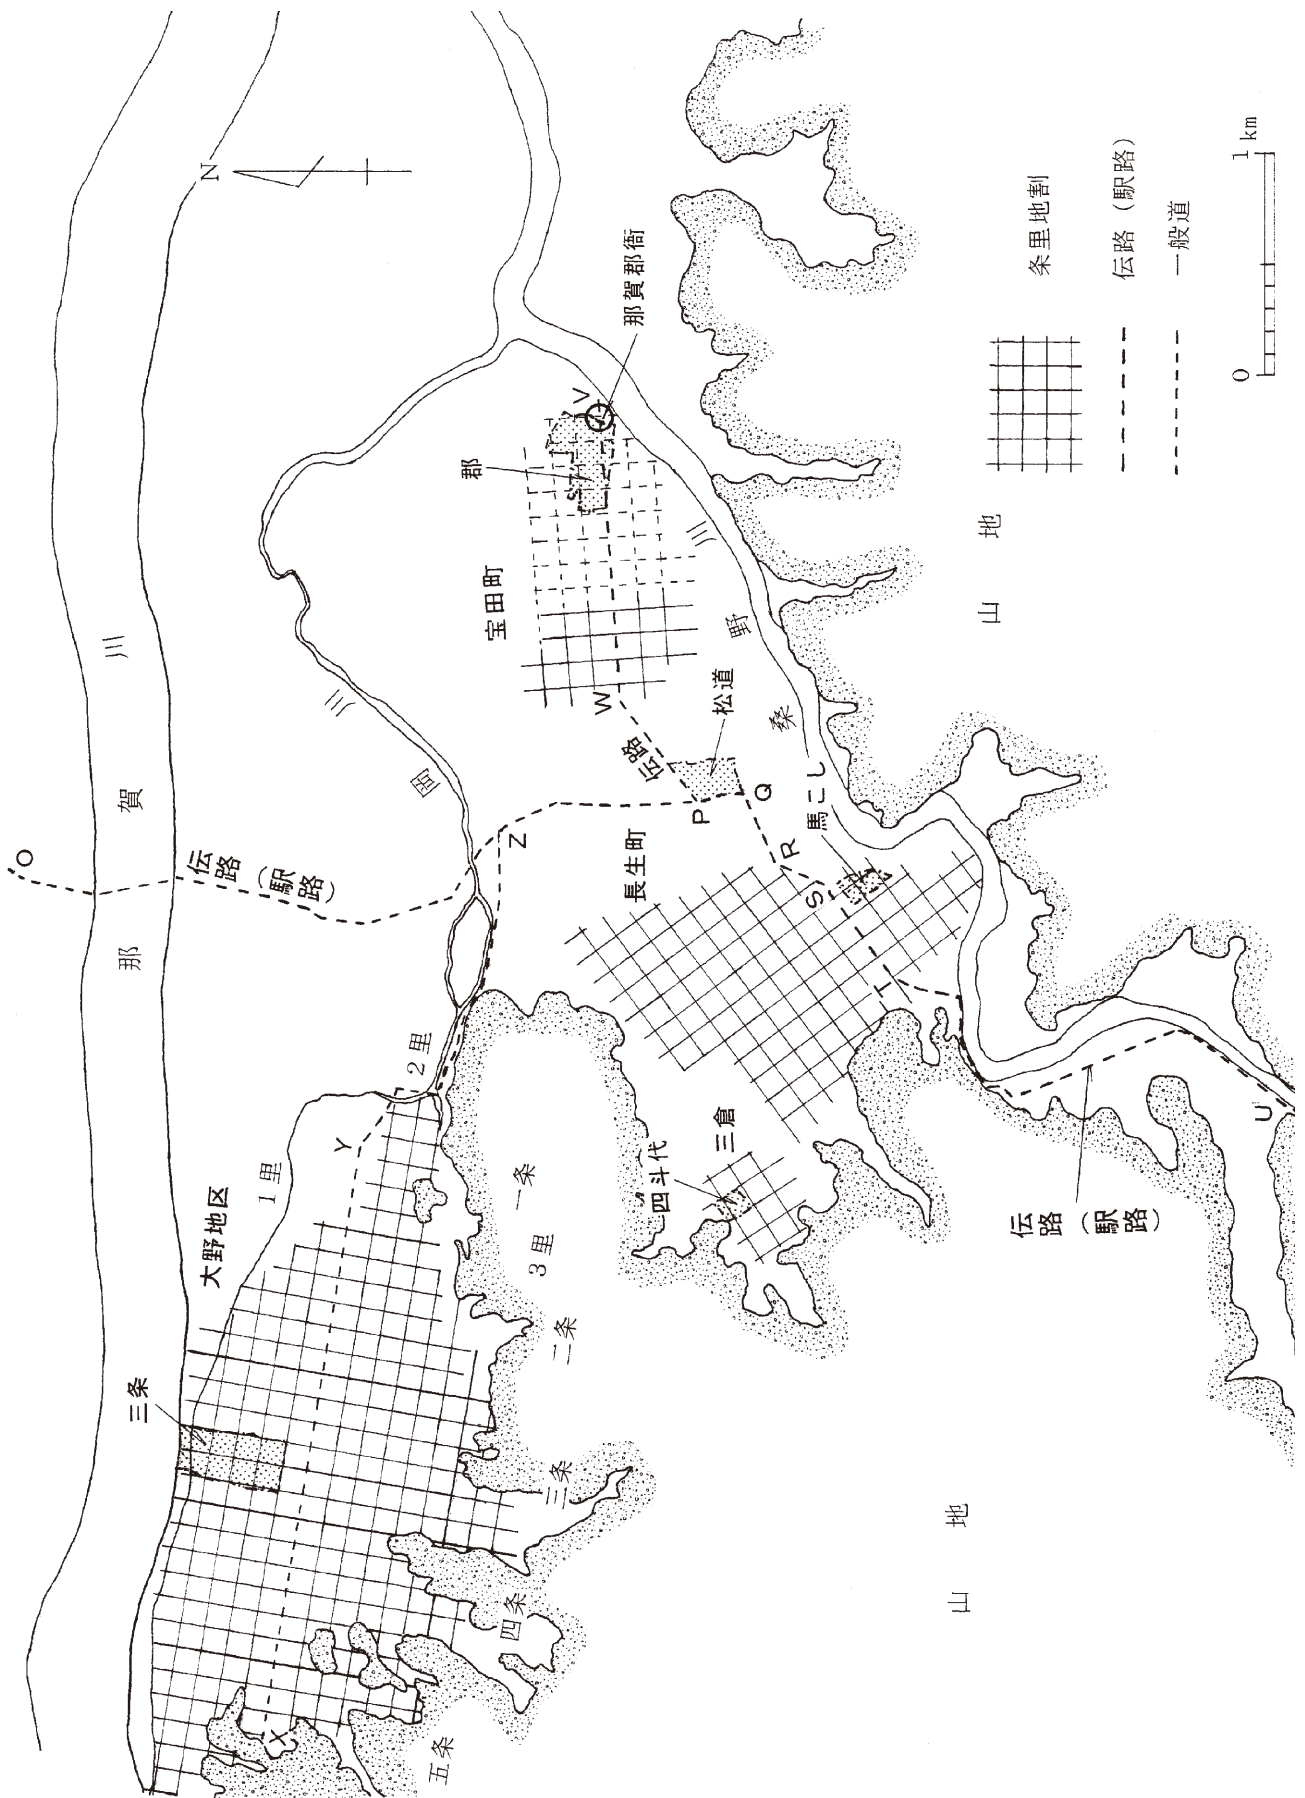 O
伝路
(駅路)
那賀川
N
岡川
桑野川
大野地区
三条
1里
2里
3里
一条
二条
三条
四条
五条
X
Y
Z
宝田町
郡
V
那賀郡衙
W
伝路
松道
P
Q
長生町
R
馬こし
S
T
三倉
四斗代
伝路
(駅路)
U
山地
山地
条里地割
伝路(駅路)
一般道
0
1 km